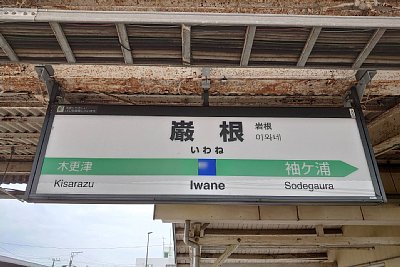 巌根
岩根
이와네
いわね
木更津
袖ケ浦
Kisarazu
Iwane
Sodegaura